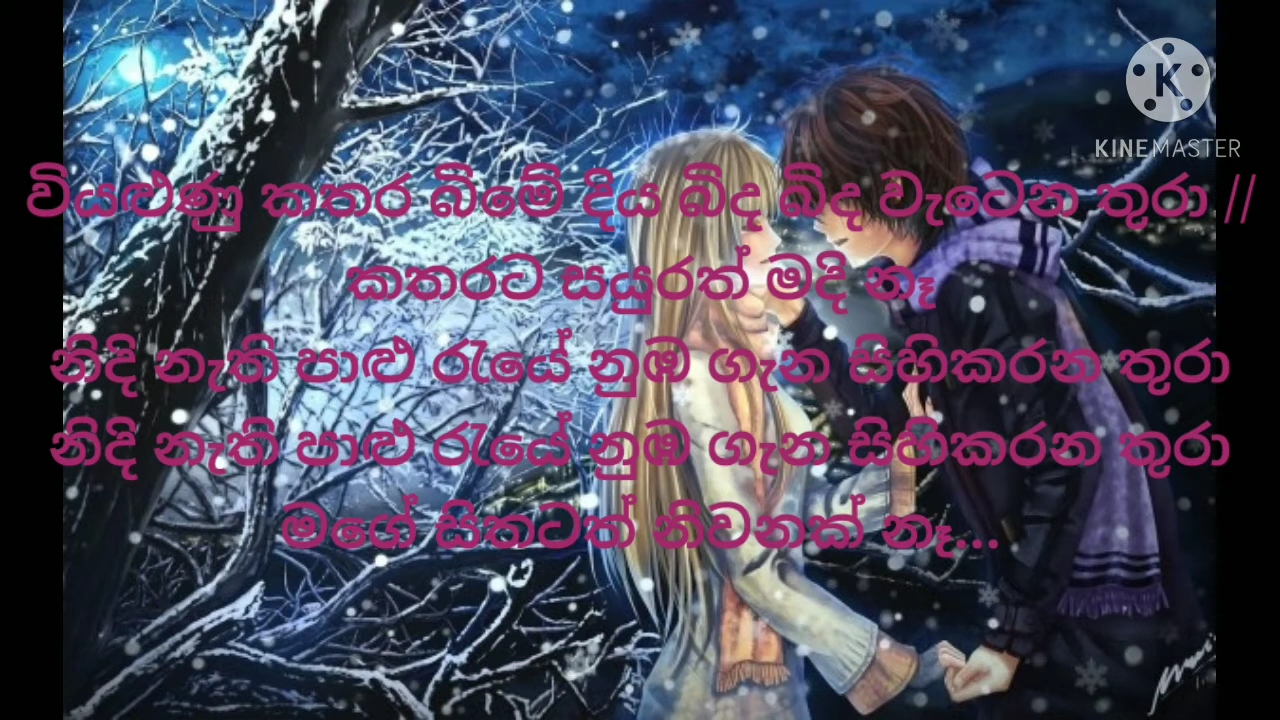 KINEMASTER
වියළුණු කතර බිමේ දිය බිද බිද වැටෙන තුරා //
කතරට සයුරත් මදි නෑ
නිදි නැති පාළු රැයේ නුඹ ගැන සිහිකරන තුරා
නිදි නැති පාළු රැයේ නුඹ ගැන සිහිකරන තුරා
මගේ සිතටත් නිවනක් නෑ...